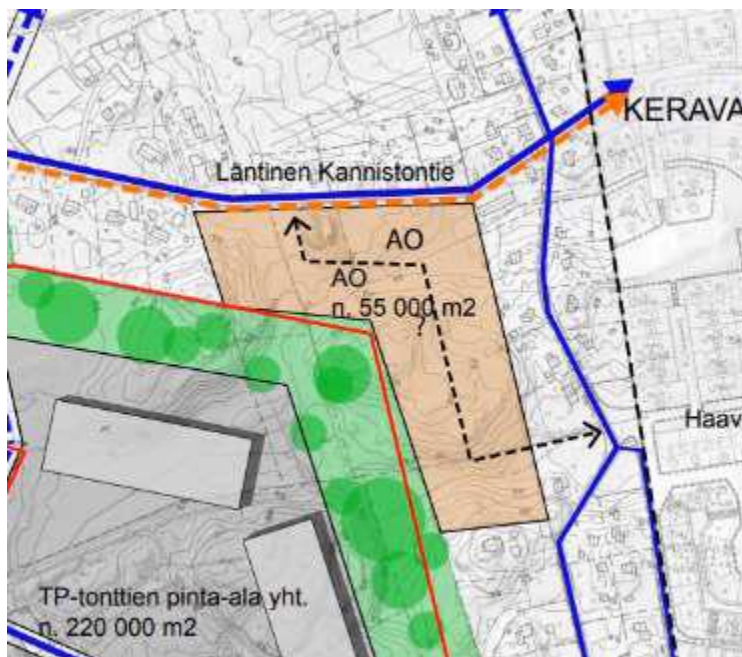 KERAVA
Läntinen Kannistontie
AO
AO
n. 55 000 m2
?
Haav
TP-tonttien pinta-ala yht.
n. 220 000 m2